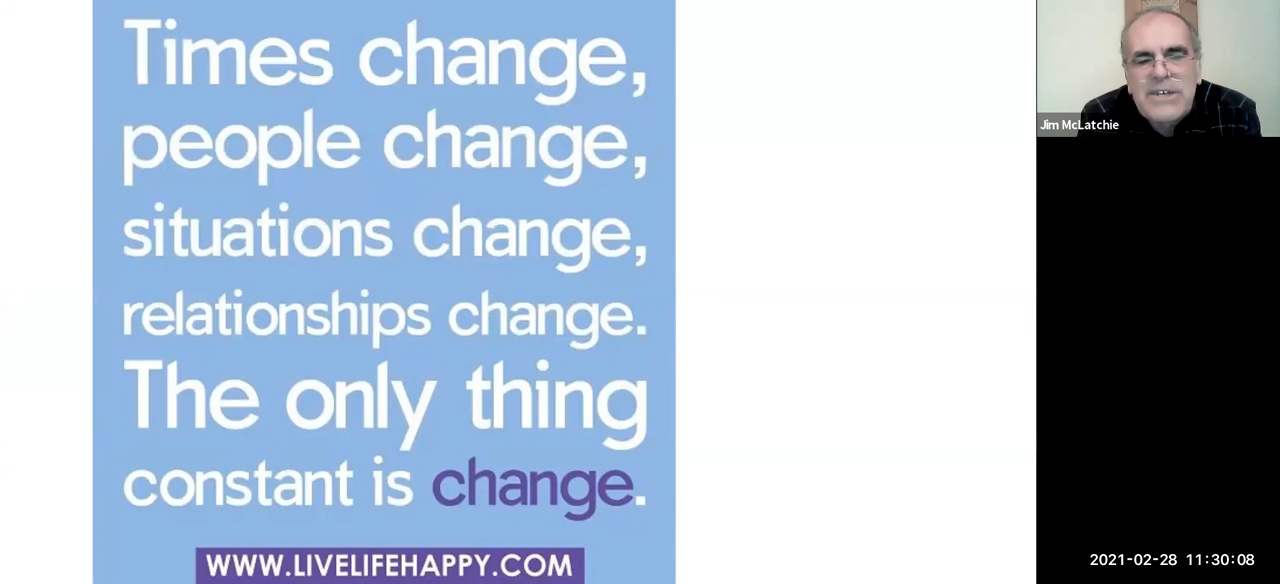 Times change,
people change,
situations change,
relationships change.
The only thing
constant is change.
WWW.LIVELIFEHAPPY.COM
Jim McLatchie
2021-02-28 11:30:08